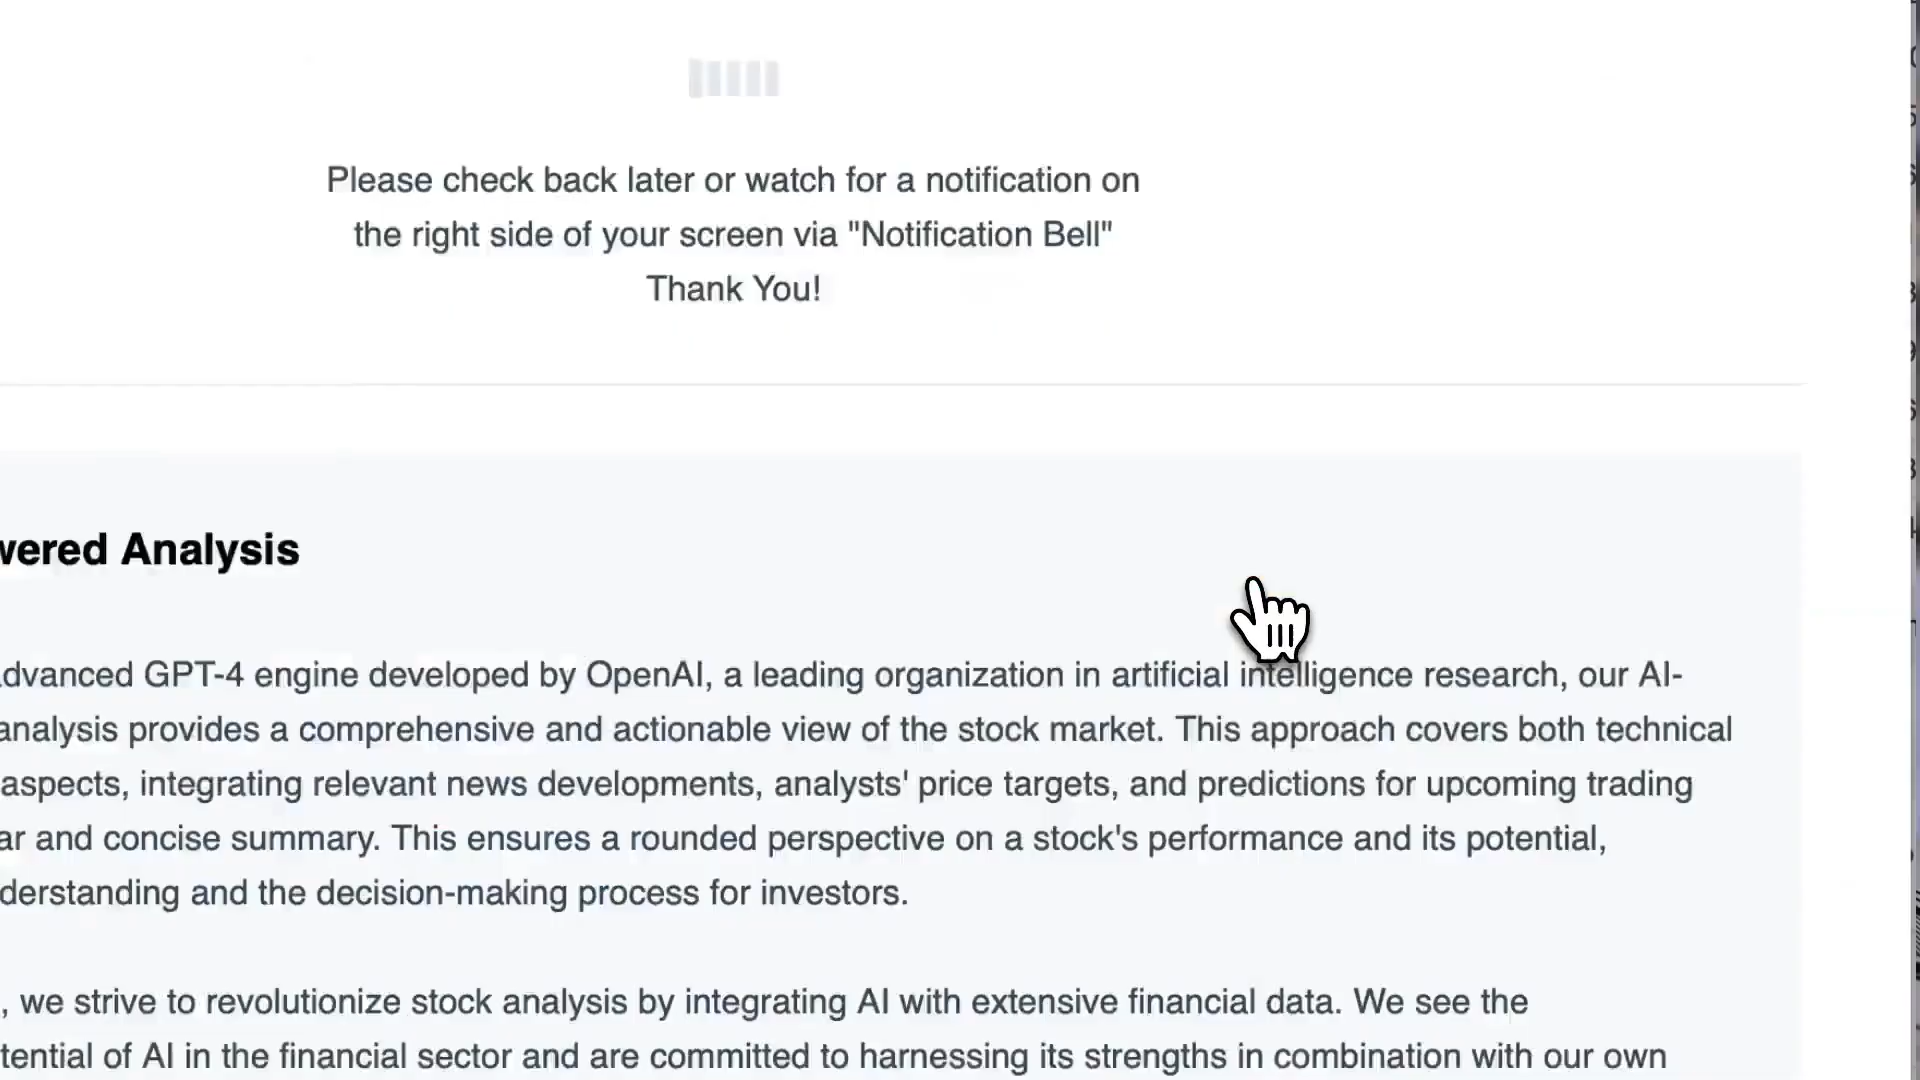 Please check back later or watch for a notification on
the right side of your screen via "Notification Bell"
Thank You!
wered Analysis
dvanced GPT-4 engine developed by OpenAI, a leading organization in artificial intelligence research, our AI-
analysis provides a comprehensive and actionable view of the stock market. This approach covers both technical
aspects, integrating relevant news developments, analysts' price targets, and predictions for upcoming trading
ar and concise summary. This ensures a rounded perspective on a stock's performance and its potential,
derstanding and the decision-making process for investors.
, we strive to revolutionize stock analysis by integrating AI with extensive financial data. We see the
tential of AI in the financial sector and are committed to harnessing its strengths in combination with our own